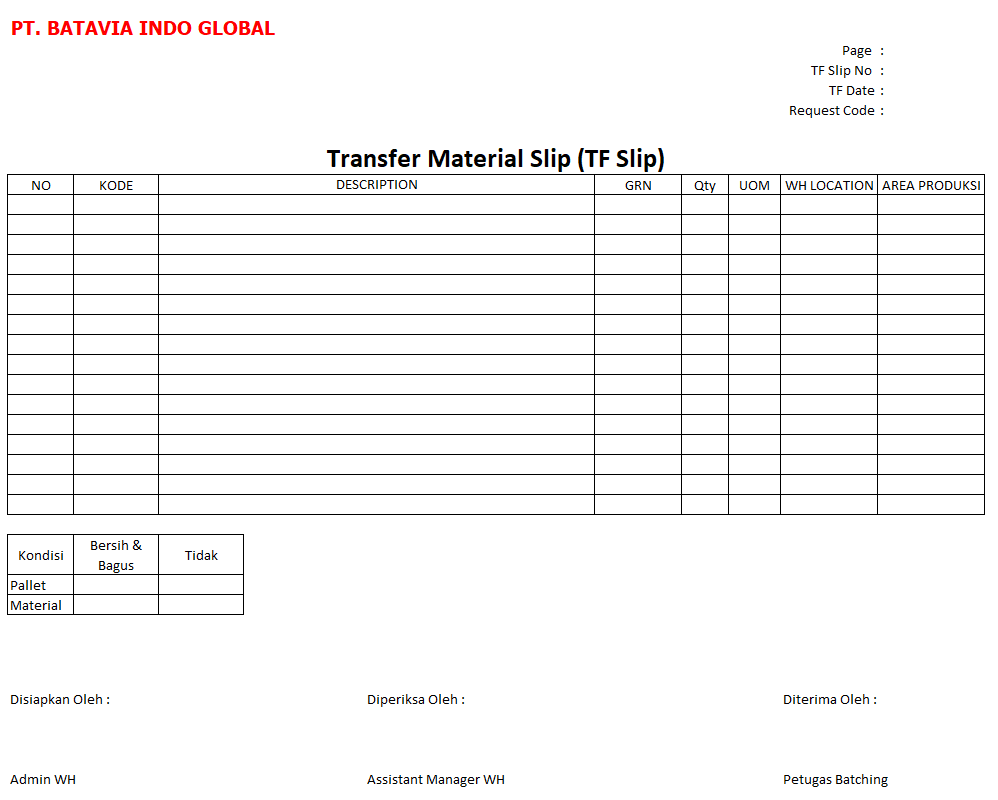 PT. BATAVIA INDO GLOBAL
Page :
TF Slip No :
TF Date :
Request Code :
Transfer Material Slip (TF Slip)
NO KODE DESCRIPTION GRN Qty UOM WH LOCATION AREA PRODUKSI
Kondisi Bersih & Bagus Tidak
Pallet
Material
Disiapkan Oleh : Diperiksa Oleh : Diterima Oleh :
Admin WH Assistant Manager WH Petugas Batching